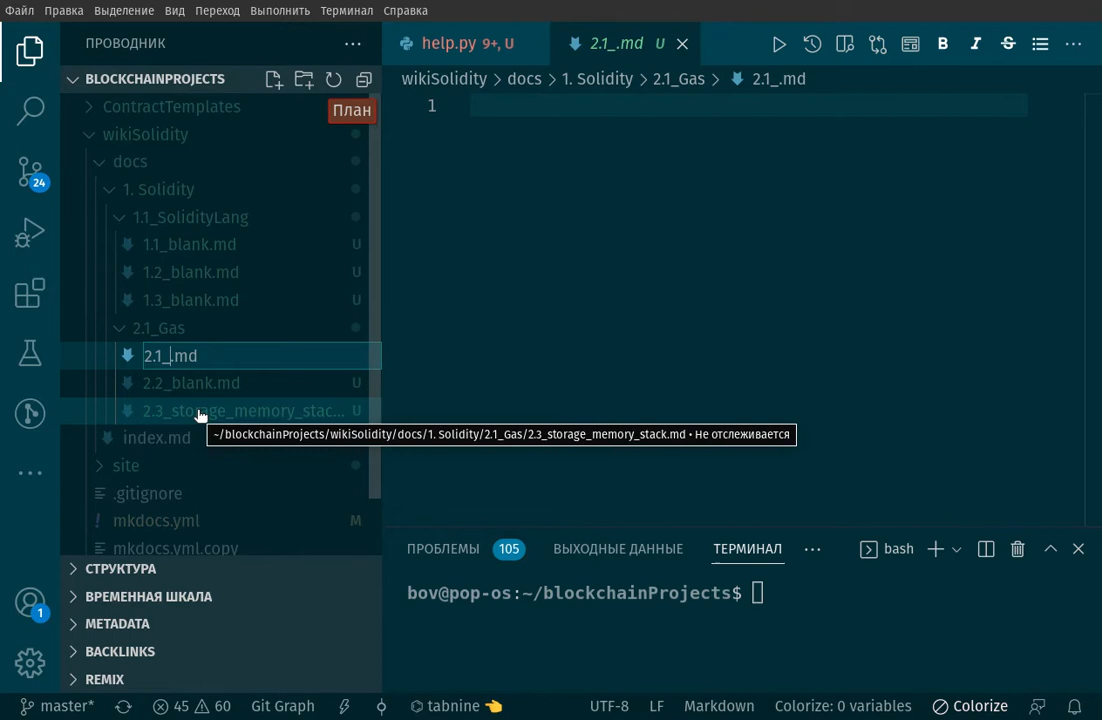 Файл Правка Выделение Вид Переход Выполнить Терминал Справка
ПРОВОДНИК
help.py 9+, U
2.1_.md U
BLOCKCHAINPROJECTS
wikiSolidity > docs > 1. Solidity > 2.1_Gas > 2.1_.md
ContractTemplates
План
1
wikiSolidity
docs
24
1. Solidity
1.1_SolidityLang
1.1_blank.md U
1.2_blank.md U
1.3_blank.md U
2.1_Gas
2.1_.md
2.2_blank.md U
2.3_storage_memory_stac... U
~/blockchainProjects/wikiSolidity/docs/1. Solidity/2.1_Gas/2.3_storage_memory_stack.md • Не отслеживается
index.md
site
.gitignore
mkdocs.yml M
mkdocs.yml.copy
ПРОБЛЕМЫ 105 ВЫХОДНЫЕ ДАННЫЕ ТЕРМИНАЛ ... bash
bov@pop-os:~/blockchainProjects$
СТРУКТУРА
ВРЕМЕННАЯ ШКАЛА
1
METADATA
BACKLINKS
REMIX
master* 45 60 Git Graph tabnine UTF-8 LF Markdown Colorize: 0 variables Colorize